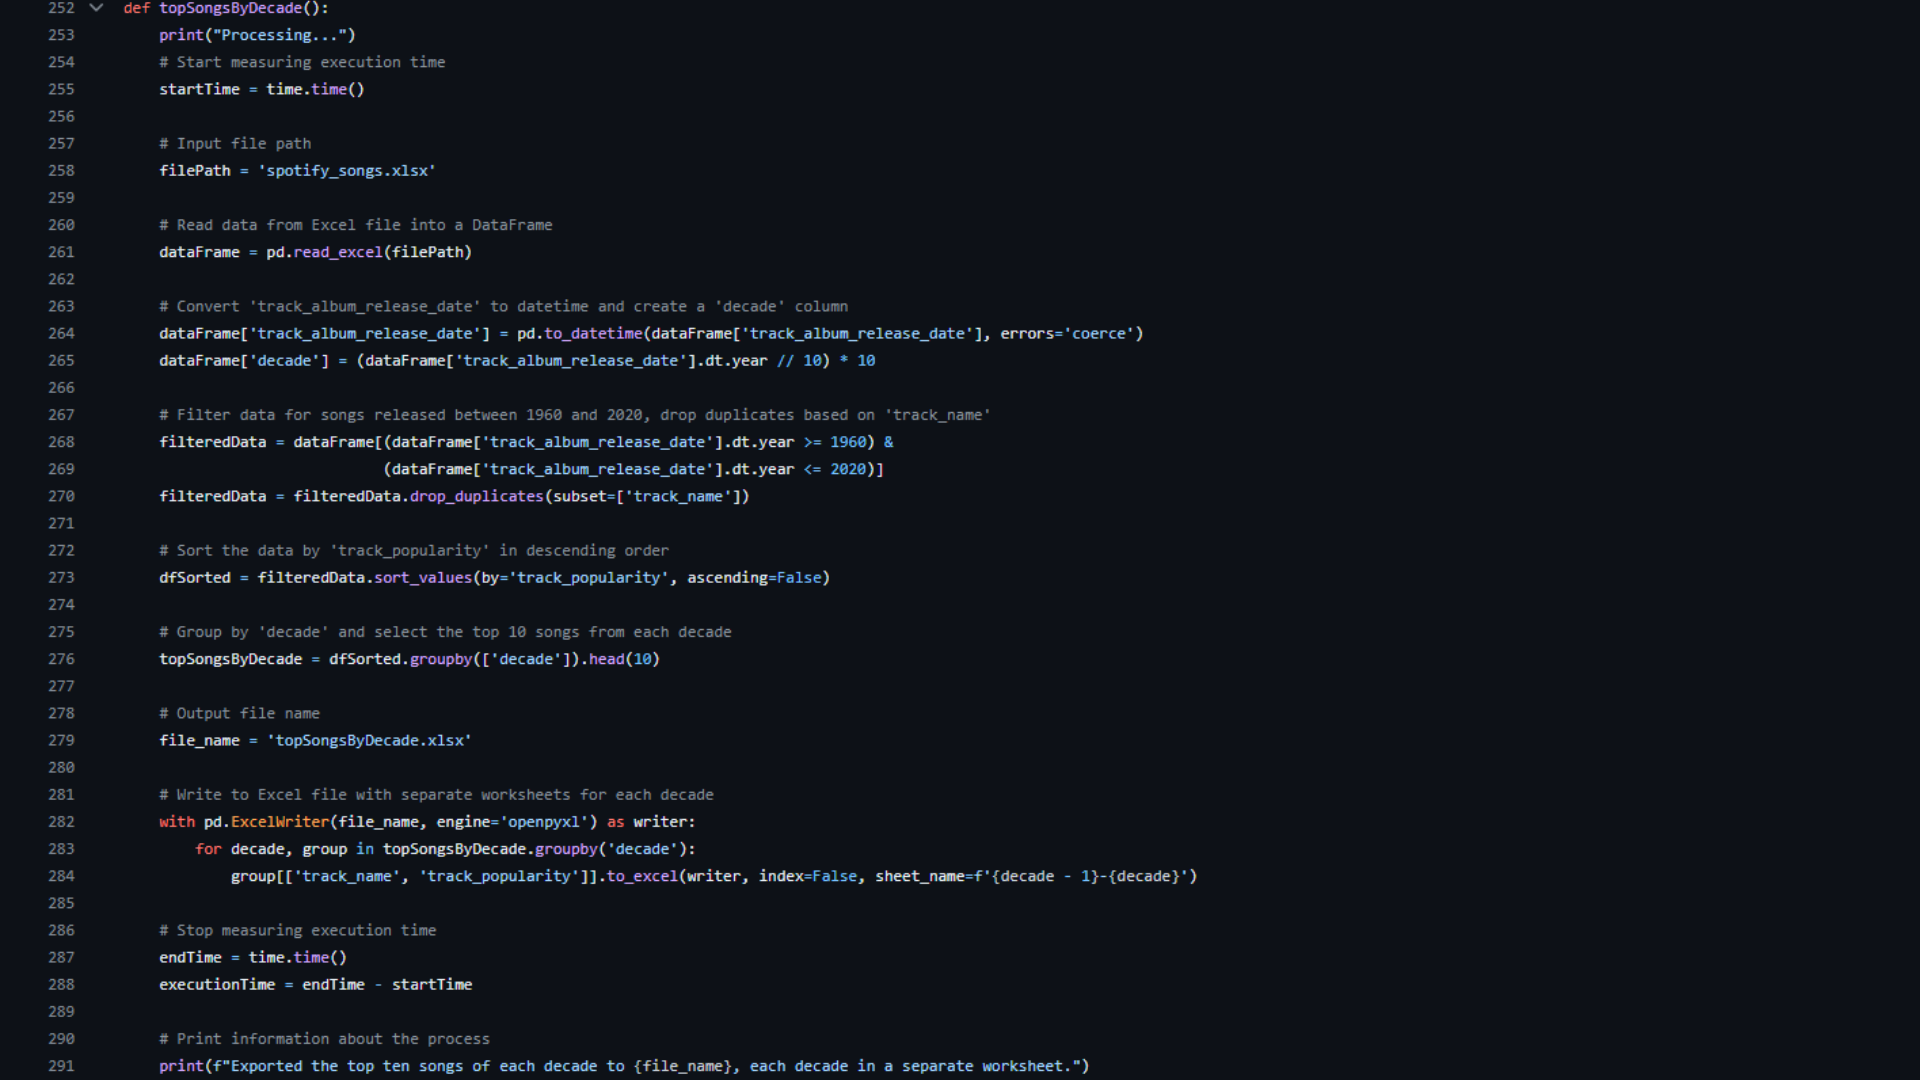 252 def topSongsByDecade():
253 print("Processing...")
254 # Start measuring execution time
255 startTime = time.time()
256
257 # Input file path
258 filePath = 'spotify_songs.xlsx'
259
260 # Read data from Excel file into a DataFrame
261 dataFrame = pd.read_excel(filePath)
262
263 # Convert 'track_album_release_date' to datetime and create a 'decade' column
264 dataFrame['track_album_release_date'] = pd.to_datetime(dataFrame['track_album_release_date'], errors='coerce')
265 dataFrame['decade'] = (dataFrame['track_album_release_date'].dt.year // 10) * 10
266
267 # Filter data for songs released between 1960 and 2020, drop duplicates based on 'track_name'
268 filteredData = dataFrame[(dataFrame['track_album_release_date'].dt.year >= 1960) &
269 (dataFrame['track_album_release_date'].dt.year <= 2020)]
270 filteredData = filteredData.drop_duplicates(subset=['track_name'])
271
272 # Sort the data by 'track_popularity' in descending order
273 dfSorted = filteredData.sort_values(by='track_popularity', ascending=False)
274
275 # Group by 'decade' and select the top 10 songs from each decade
276 topSongsByDecade = dfSorted.groupby(['decade']).head(10)
277
278 # Output file name
279 file_name = 'topSongsByDecade.xlsx'
280
281 # Write to Excel file with separate worksheets for each decade
282 with pd.ExcelWriter(file_name, engine='openpyxl') as writer:
283 for decade, group in topSongsByDecade.groupby('decade'):
284 group[['track_name', 'track_popularity']].to_excel(writer, index=False, sheet_name=f'{decade - 1}-{decade}')
285
286 # Stop measuring execution time
287 endTime = time.time()
288 executionTime = endTime - startTime
289
290 # Print information about the process
291 print(f"Exported the top ten songs of each decade to {file_name}, each decade in a separate worksheet.")